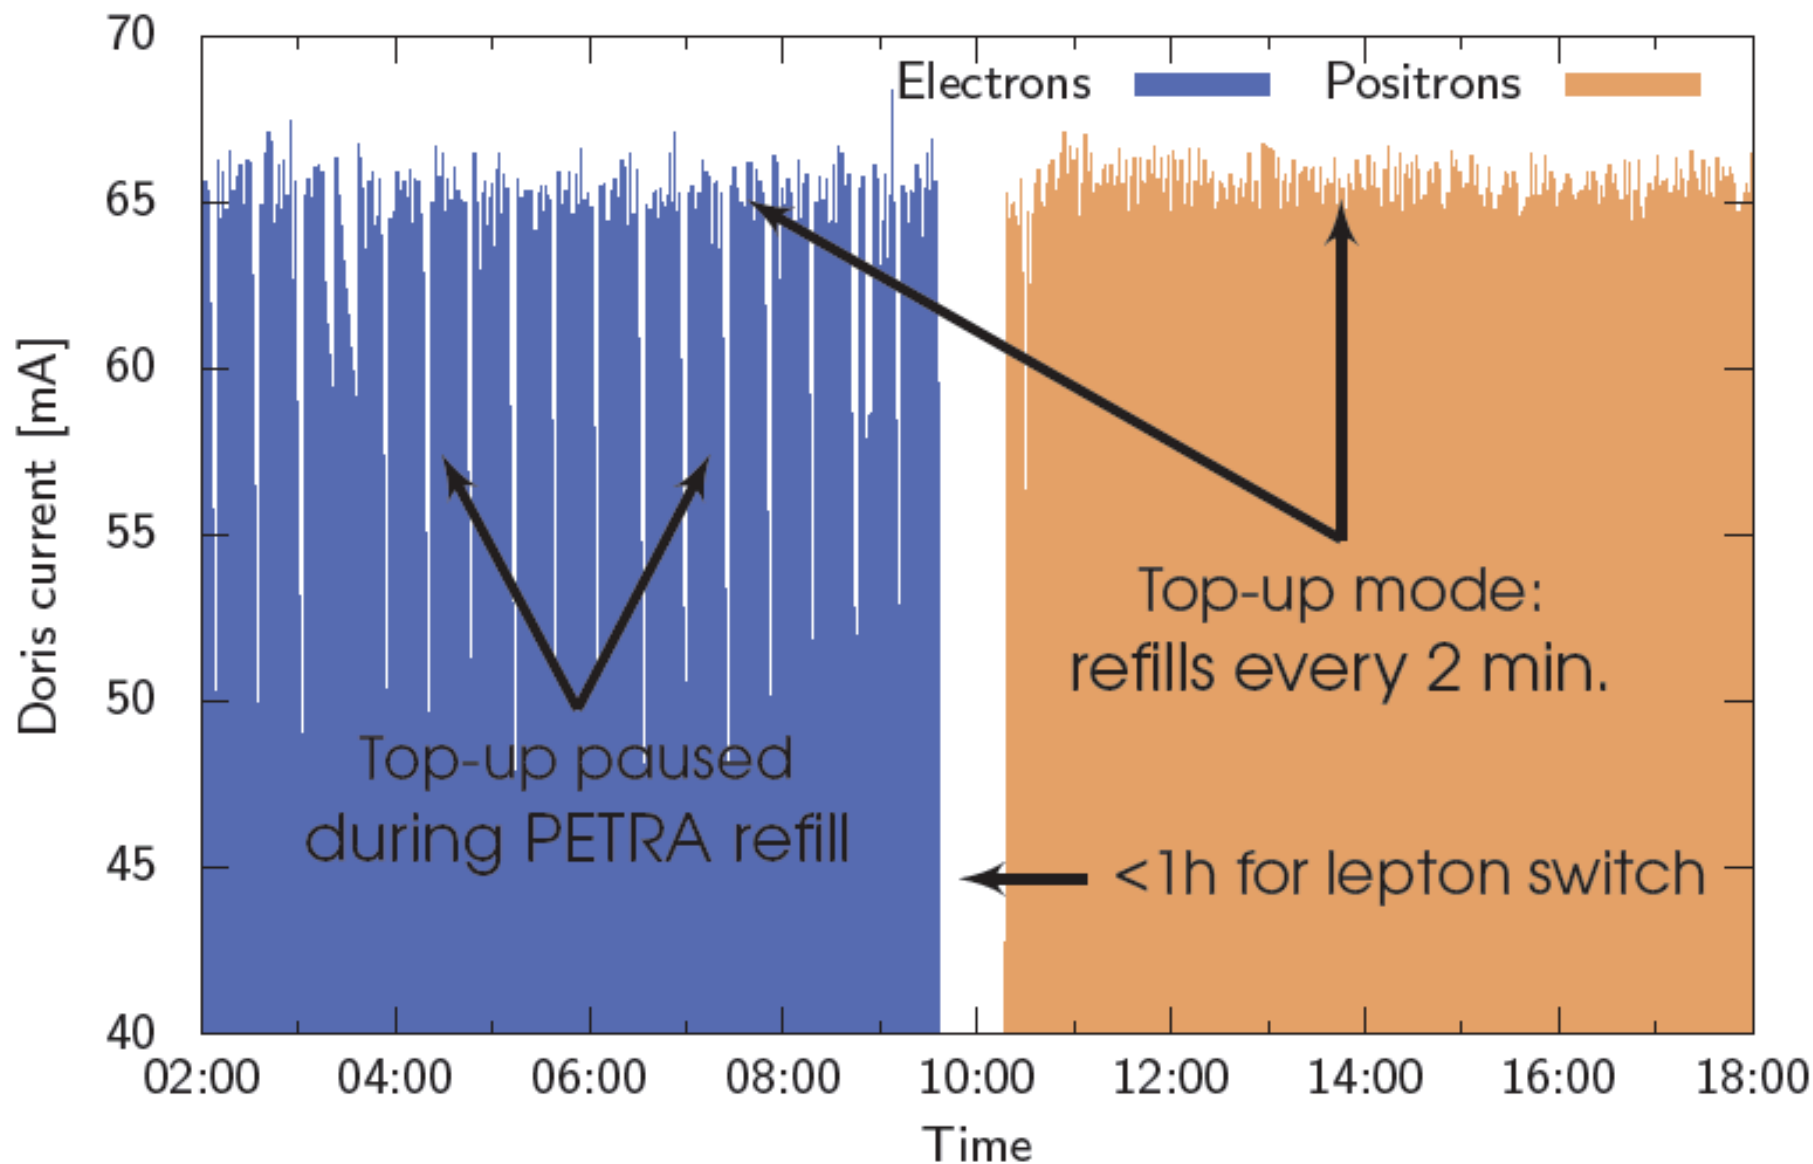 70
65
60
55
50
45
40
Doris current [mA]
Electrons
Positrons
Top-up mode:
refills every 2 min.
Top-up paused
during PETRA refill
<1h for lepton switch
02:00 04:00 06:00 08:00 10:00 12:00 14:00 16:00 18:00
Time